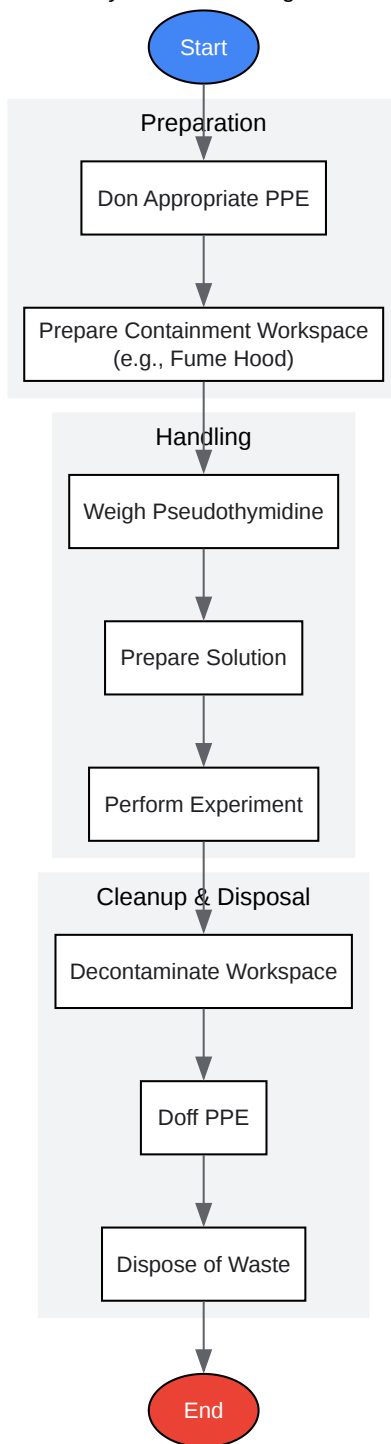 Start
Preparation
Don Appropriate PPE
Prepare Containment Workspace
(e.g., Fume Hood)
Handling
Weigh Pseudothymidine
Prepare Solution
Perform Experiment
Cleanup & Disposal
Decontaminate Workspace
Doff PPE
Dispose of Waste
End